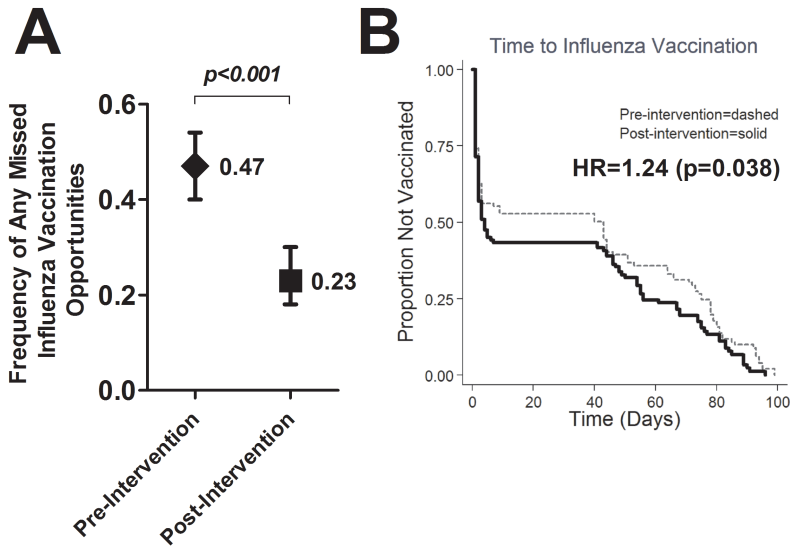 A
p<0.001
Frequency of Any Missed
Influenza Vaccination
Opportunities
0.6
0.4
0.2
0.0
0.47
0.23
Pre-Intervention
Post-Intervention
B
Time to Influenza Vaccination
Pre-intervention=dashed
Post-intervention=solid
HR=1.24 (p=0.038)
Proportion Not Vaccinated
1.00
0.75
0.50
0.25
0.00
0 20 40 60 80 100
Time (Days)